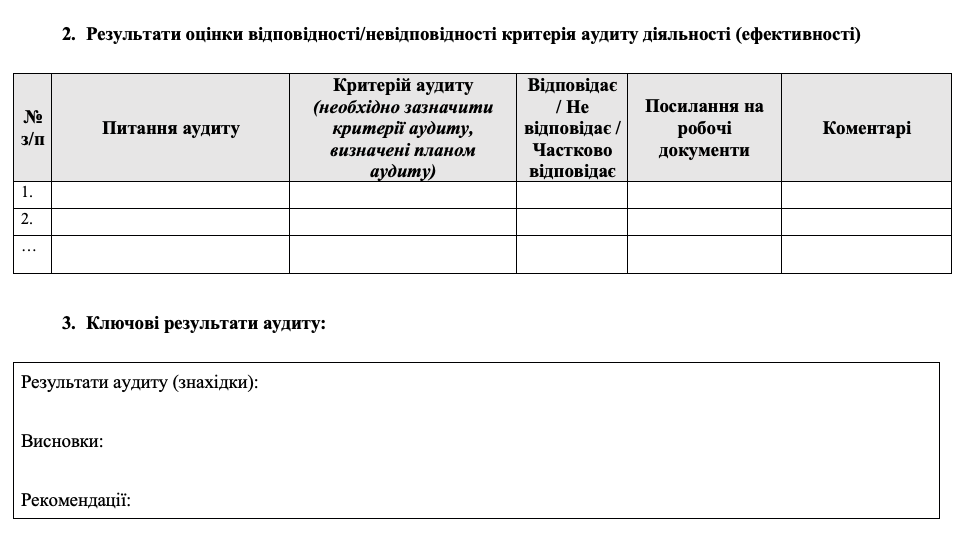 2. Результати оцінки відповідності/невідповідності критерія аудиту діяльності (ефективності)
№
з/п
Питання аудиту
Критерій аудиту
(необхідно зазначити
критерії аудиту,
визначені планом
аудиту)
Відповідає
/ Не
відповідає /
Частково
відповідає
Посилання на
робочі
документи
Коментарі
1.
2.
…
3. Ключові результати аудиту:
Результати аудиту (знахідки):
Висновки:
Рекомендації: